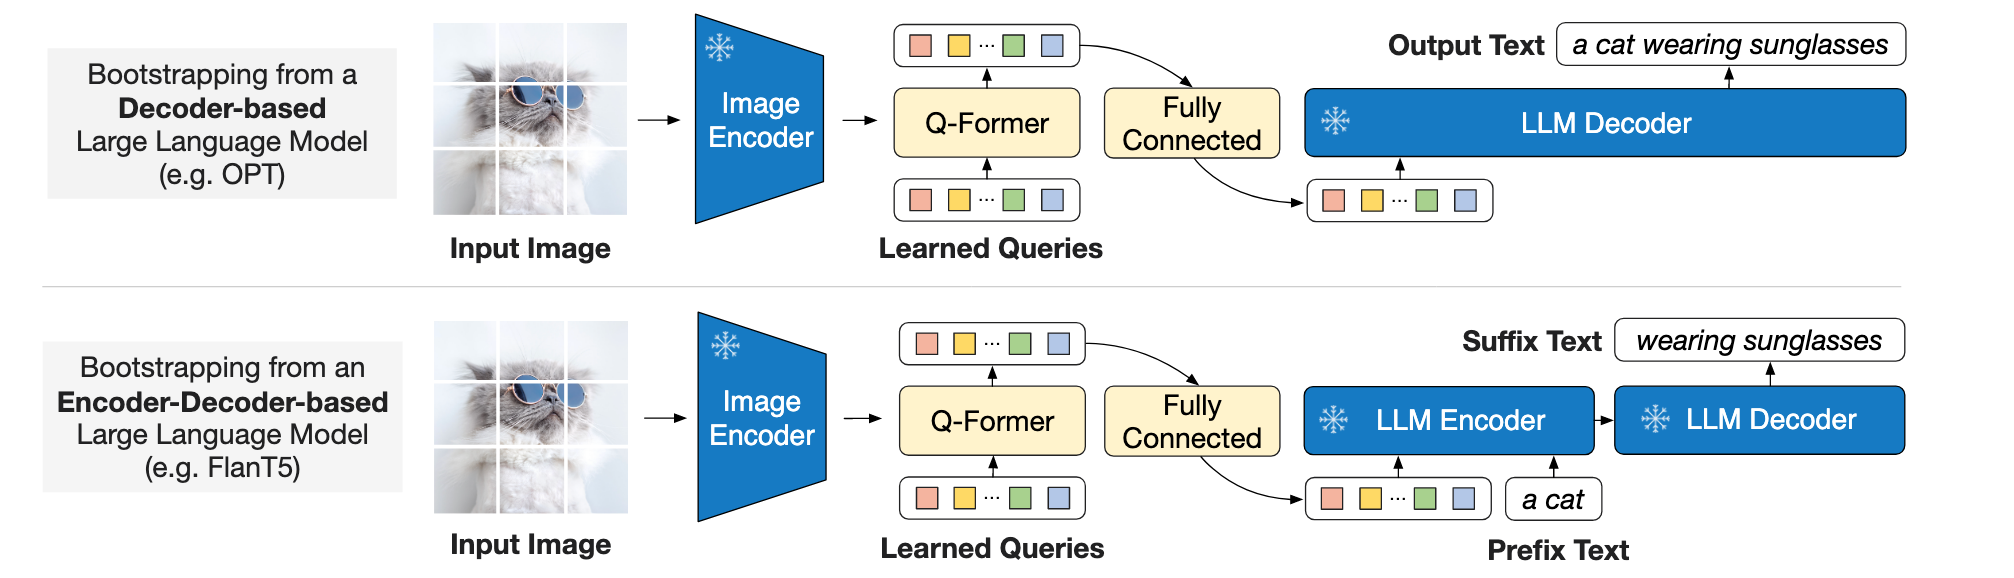 Bootstrapping from a
Decoder-based
Large Language Model
(e.g. OPT)
Input Image
Image
Encoder
...
Q-Former
...
Learned Queries
Fully
Connected
Output Text
a cat wearing sunglasses
LLM Decoder
...
Bootstrapping from an
Encoder-Decoder-based
Large Language Model
(e.g. FlanT5)
Input Image
Image
Encoder
...
Q-Former
...
Learned Queries
Fully
Connected
Suffix Text
wearing sunglasses
LLM Encoder
LLM Decoder
...
a cat
Prefix Text